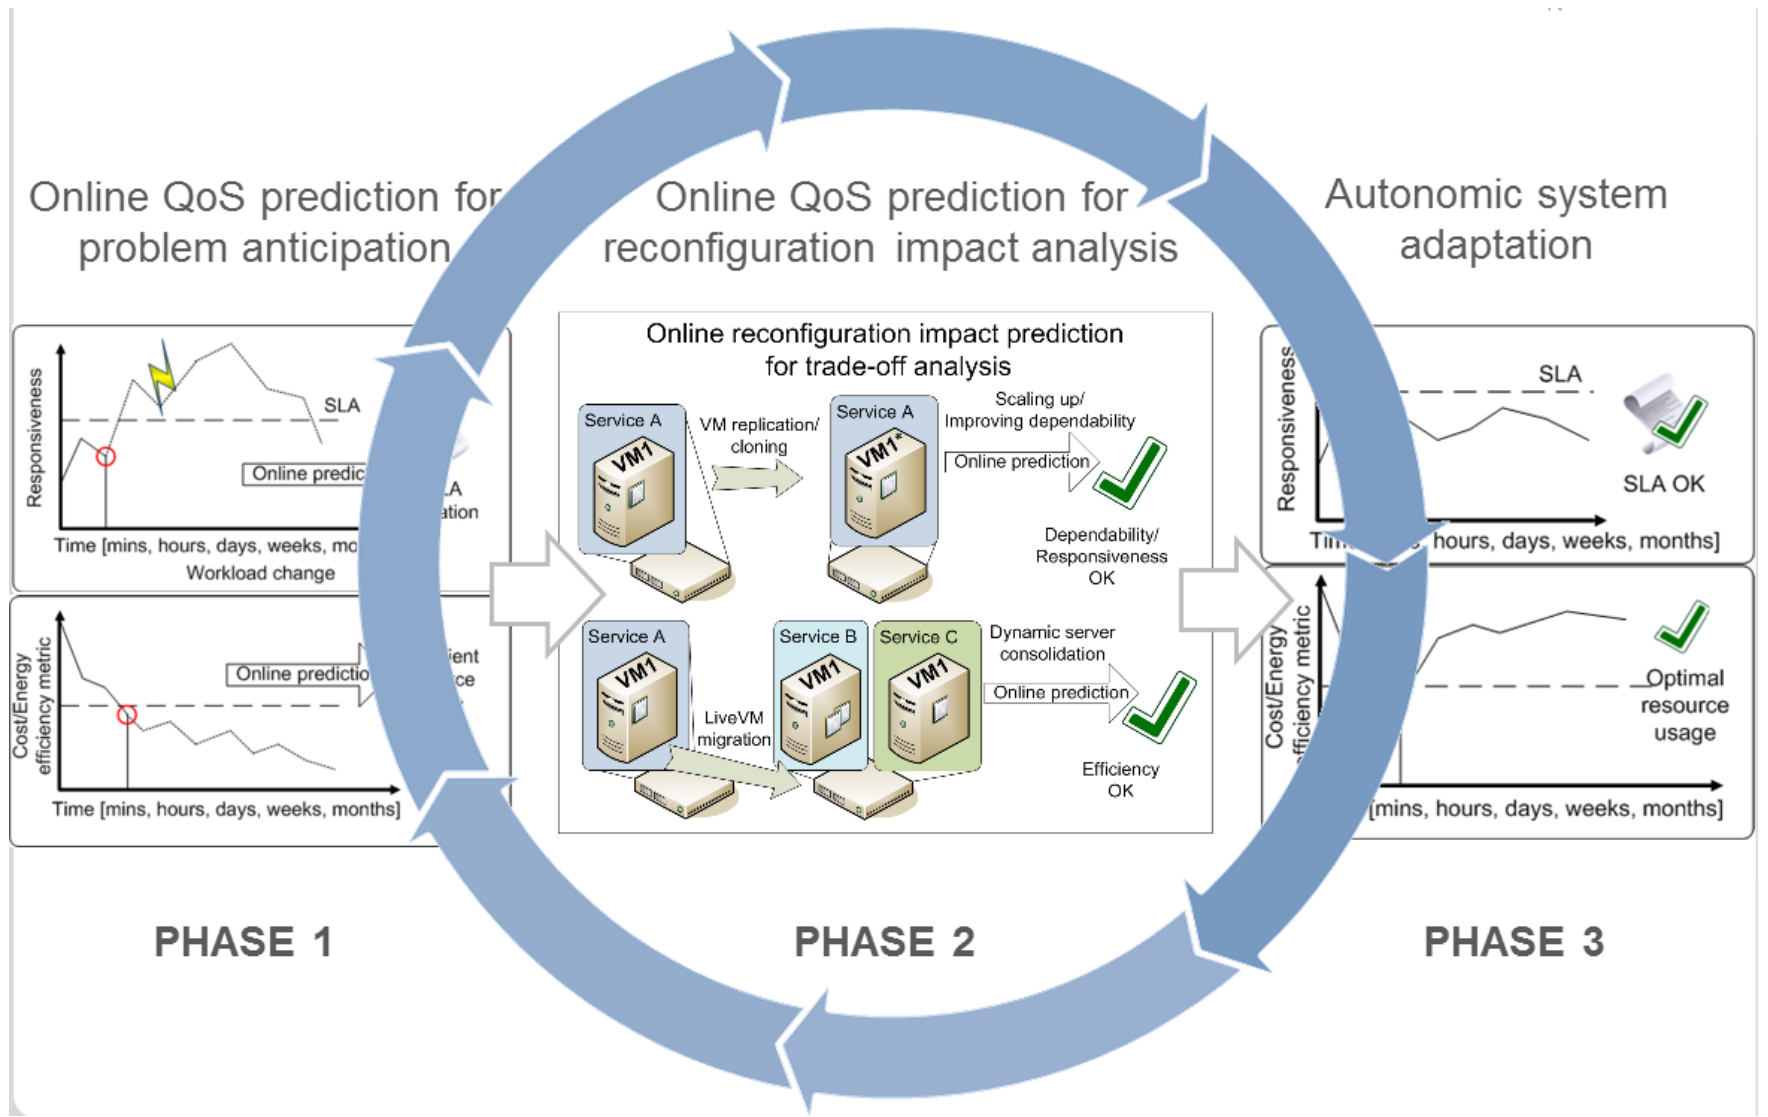 Online QoS prediction for
problem anticipation
Responsiveness
SLA
Online predic
Time [mins, hours, days, weeks, mo
Workload change
Cost/Energy
efficiency metric
Online prediction
Time [mins, hours, days, weeks, months]
PHASE 1
Online QoS prediction for
reconfiguration impact analysis
Online reconfiguration impact prediction
for trade-off analysis
Service A
VM1
VM replication/
cloning
Service A
VM1*
Scaling up/
Improving dependability
Online prediction
Dependability/
Responsiveness
OK
Service A
VM1
LiveVM
migration
Service B
VM1
Service C
VM1
Dynamic server
consolidation
Online prediction
Efficiency
OK
PHASE 2
Autonomic system
adaptation
Responsiveness
SLA
SLA OK
hours, days, weeks, months]
Cost/Energy
efficiency metric
Optimal
resource
usage
[mins, hours, days, weeks, months]
PHASE 3